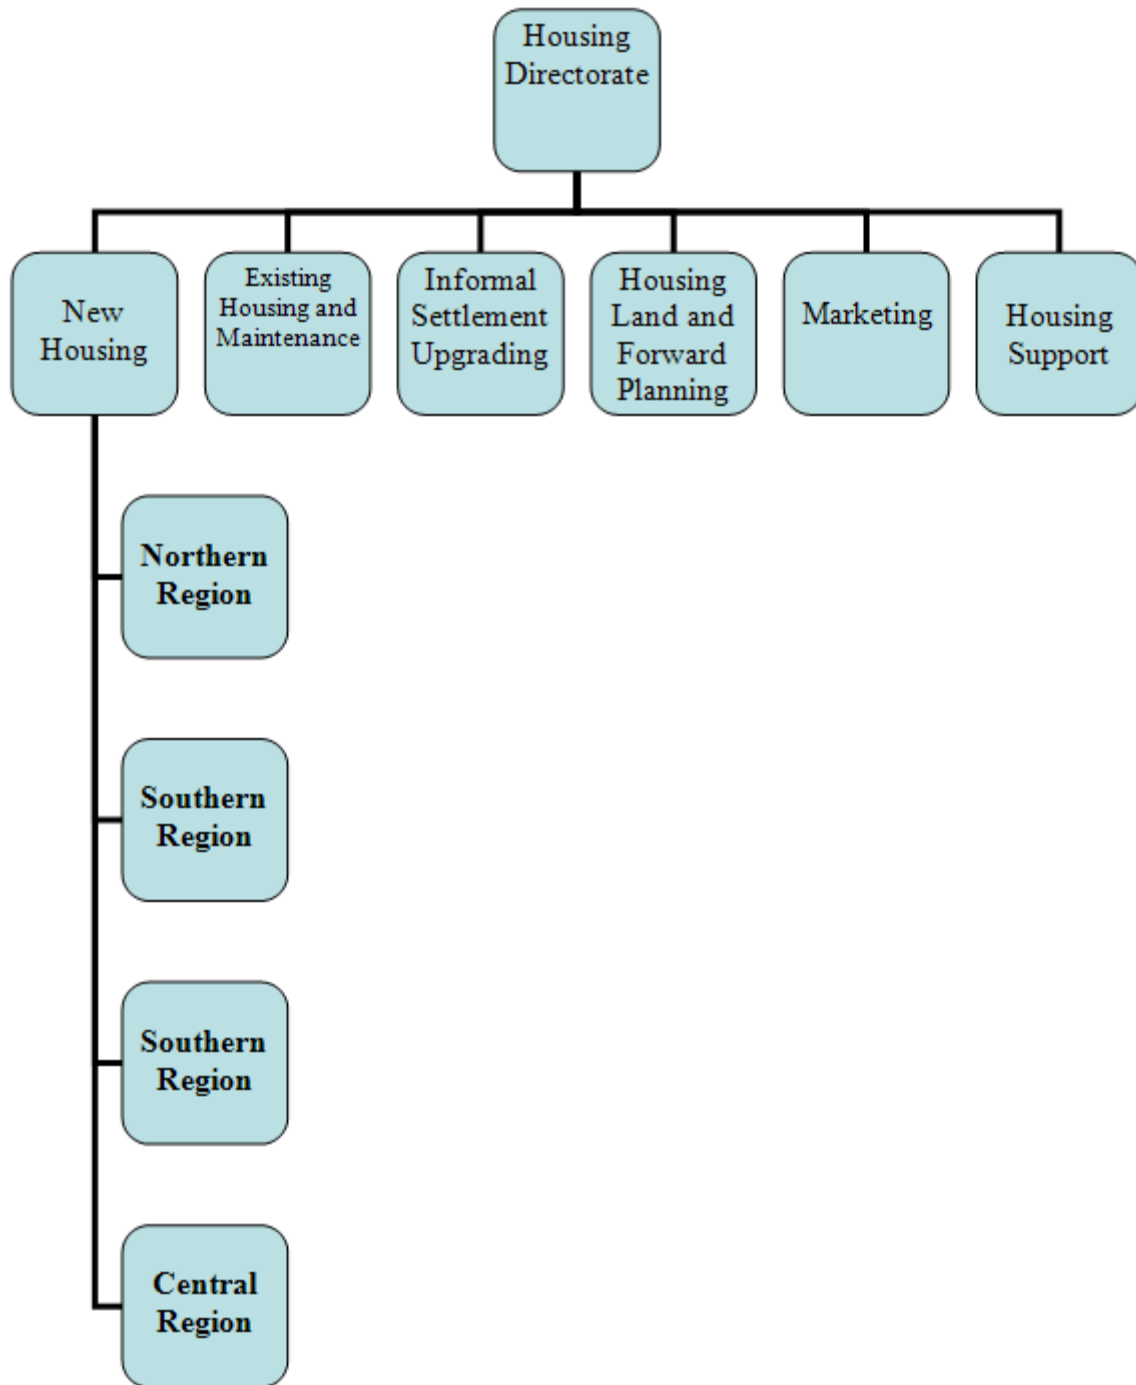 Housing
Directorate
New
Housing
Existing
Housing and
Maintenance
Informal
Settlement
Upgrading
Housing
Land and
Forward
Planning
Marketing
Housing
Support
Northern
Region
Southern
Region
Southern
Region
Central
Region